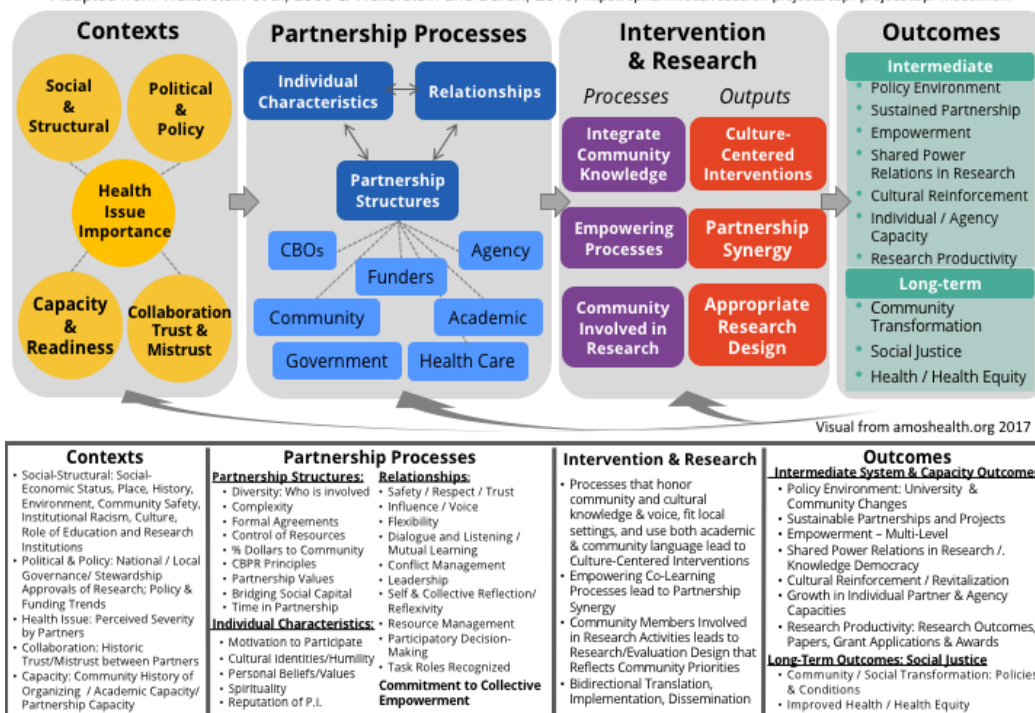 Contexts
Social
&
Structural
Political
&
Policy
Health
Issue
Importance
Capacity
&
Readiness
Collaboration
Trust &
Mistrust
Partnership Processes
Individual
Characteristics
Relationships
Partnership
Structures
CBOs
Agency
Funders
Community
Academic
Government
Health Care
Intervention
& Research
Processes
Outputs
Integrate
Community
Knowledge
Culture-
Centered
Interventions
Empowering
Processes
Partnership
Synergy
Community
Involved in
Research
Appropriate
Research
Design
Outcomes
Intermediate
• Policy Environment
• Sustained Partnership
• Empowerment
• Shared Power
Relations in Research
• Cultural Reinforcement
• Individual / Agency
Capacity
• Research Productivity
Long-term
• Community
Transformation
• Social Justice
• Health / Health Equity
Visual from amoshealth.org 2017
Contexts
• Social-Structural: Social-
Economic Status, Place, History,
Environment, Community Safety,
Institutional Racism, Culture,
Role of Education and Research
Institutions
• Political & Policy: National / Local
Governance/ Stewardship
Approvals of Research; Policy &
Funding Trends
• Health Issue: Perceived Severity
by Partners
• Collaboration: Historic
Trust/Mistrust between Partners
• Capacity: Community History of
Organizing / Academic Capacity/
Partnership Capacity
Partnership Processes
Partnership Structures:
• Diversity: Who is involved
• Complexity
• Formal Agreements
• Control of Resources
• % Dollars to Community
• CBPR Principles
• Partnership Values
• Bridging Social Capital
• Time in Partnership
Individual Characteristics:
• Motivation to Participate
• Cultural Identities/Humility
• Personal Beliefs/Values
• Spirituality
• Reputation of P.I.
Relationships:
• Safety / Respect / Trust
• Influence / Voice
• Flexibility
• Dialogue and Listening /
Mutual Learning
• Conflict Management
• Leadership
• Self & Collective Reflection/
Reflexivity
• Resource Management
• Participatory Decision-
Making
• Task Roles Recognized
Commitment to Collective
Empowerment
Intervention & Research
• Processes that honor
community and cultural
knowledge & voice, fit local
settings, and use both academic
& community language lead to
Culture-Centered Interventions
• Empowering Co-Learning
Processes lead to Partnership
Synergy
• Community Members Involved
in Research Activities leads to
Research/Evaluation Design that
Reflects Community Priorities
• Bidirectional Translation,
Implementation, Dissemination
Outcomes
Intermediate System & Capacity Outcomes
• Policy Environment: University &
Community Changes
• Sustainable Partnerships and Projects
• Empowerment – Multi-Level
• Shared Power Relations in Research /.
Knowledge Democracy
• Cultural Reinforcement / Revitalization
• Growth in Individual Partner & Agency
Capacities
• Research Productivity: Research Outcomes,
Papers, Grant Applications & Awards
Long-Term Outcomes: Social Justice
• Community / Social Transformation: Policies
& Conditions
• Improved Health / Health Equity